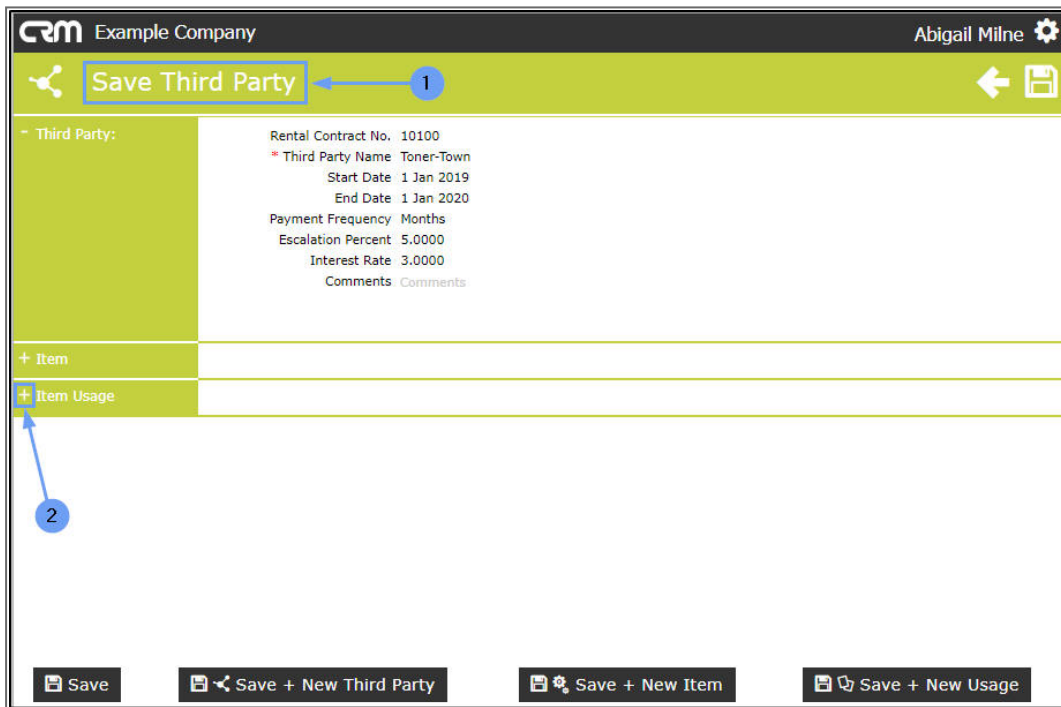 CRM Example Company Abigail Milne
Save Third Party 1
- Third Party:
Rental Contract No. 10100
* Third Party Name Toner-Town
Start Date 1 Jan 2019
End Date 1 Jan 2020
Payment Frequency Months
Escalation Percent 5.0000
Interest Rate 3.0000
Comments Comments
+ Item
+ Item Usage
2
Save Save + New Third Party Save + New Item Save + New Usage